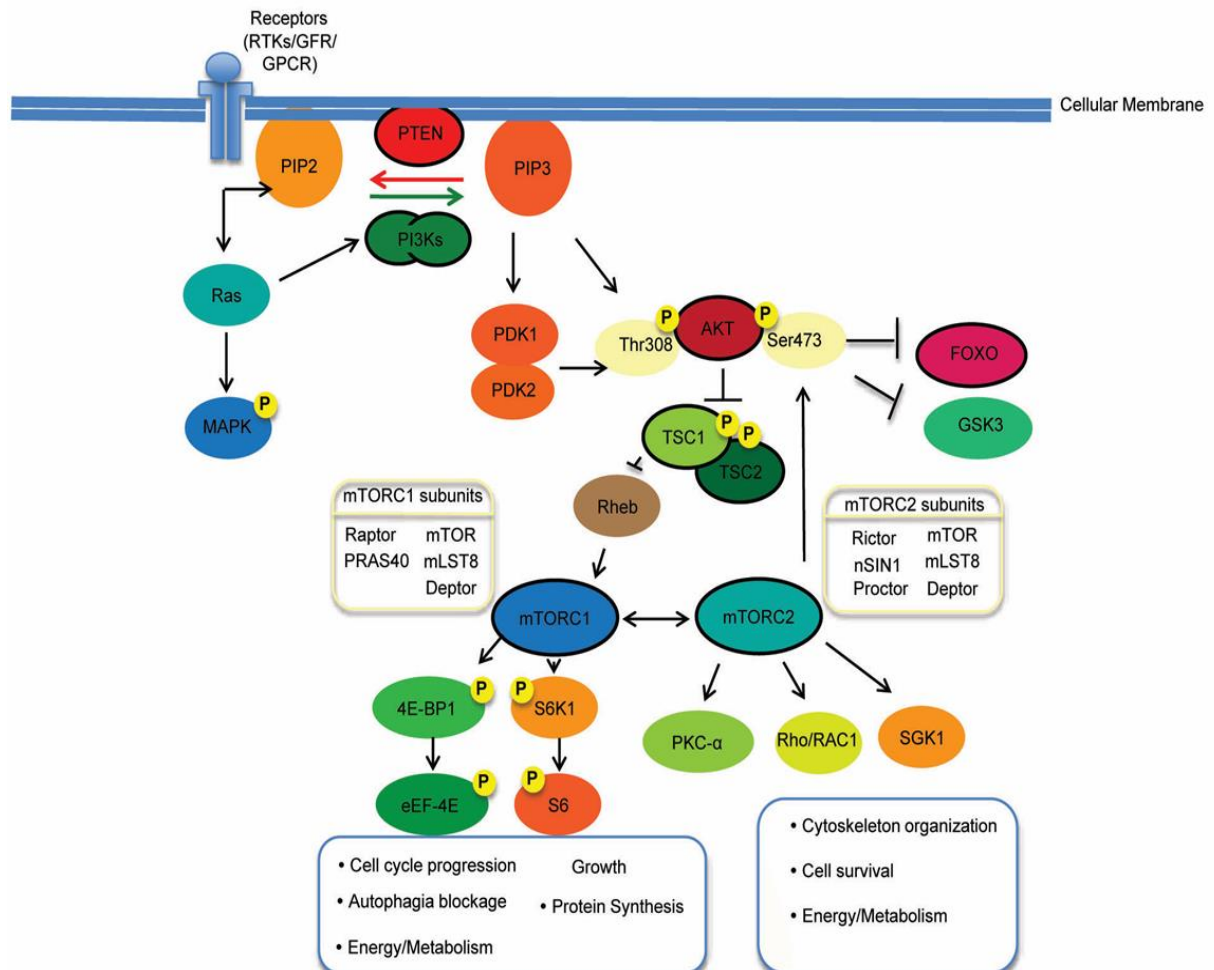 Receptors
(RTKs/GFR/
GPCR)
Cellular Membrane
PTEN
PIP2
PIP3
PI3Ks
Ras
PDK1
PDK2
P
AKT
P
Thr308
Ser473
FOXO
GSK3
MAPK
P
TSC1
P
P
TSC2
Rheb
mTORC1 subunits
Raptor mTOR
PRAS40 mLST8
Deptor
mTORC2 subunits
Rictor mTOR
nSIN1 mLST8
Proctor Deptor
mTORC1
mTORC2
4E-BP1
P
P
S6K1
PKC-α
Rho/RAC1
SGK1
eEF-4E
P
P
S6
• Cell cycle progression
Growth
• Autophagia blockage
• Protein Synthesis
• Energy/Metabolism
• Cytoskeleton organization
• Cell survival
• Energy/Metabolism